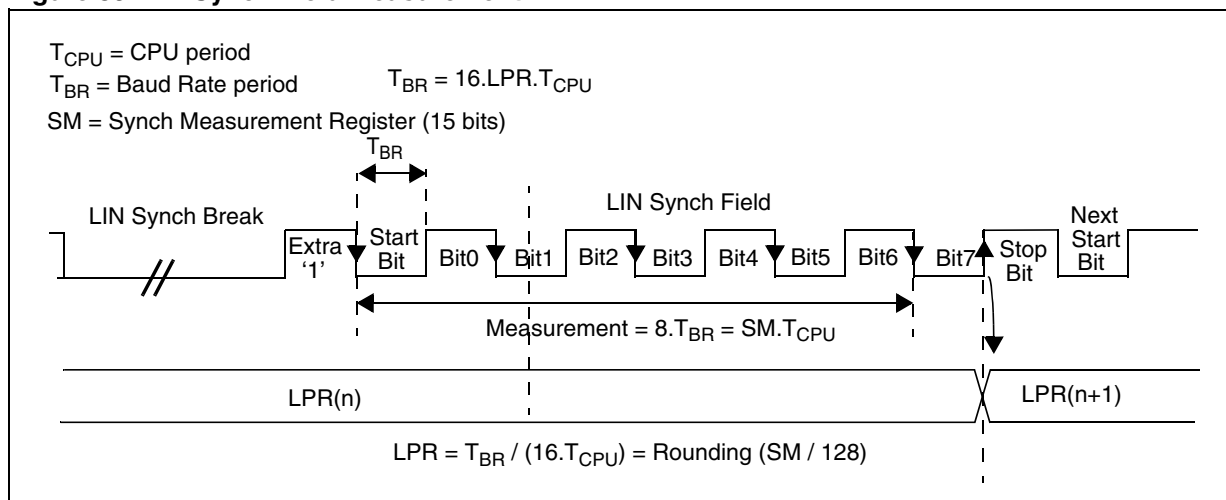 T_CPU = CPU period
T_BR = Baud Rate period T_BR = 16.LPR.T_CPU
SM = Synch Measurement Register (15 bits)
T_BR
LIN Synch Break
LIN Synch Field
Next
Start
Bit
Extra
‘1’
Start
Bit
Bit0
Bit1
Bit2
Bit3
Bit4
Bit5
Bit6
Bit7
Stop
Bit
Measurement = 8.T_BR = SM.T_CPU
LPR(n)
LPR(n+1)
LPR = T_BR / (16.T_CPU) = Rounding (SM / 128)